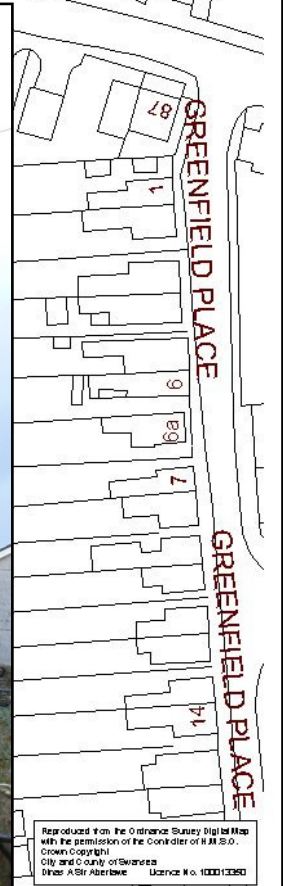 87
GREENFIELD PLACE
1
6
6a
7
GREENFIELD PLACE
14
Reproduced from the Ordnance Survey Digital Map
with the permission of the Controller of H.M.S.O.
Crown Copyright
City and County of Swansea
Dinas A Sir Abertawe Licence No. 100013390